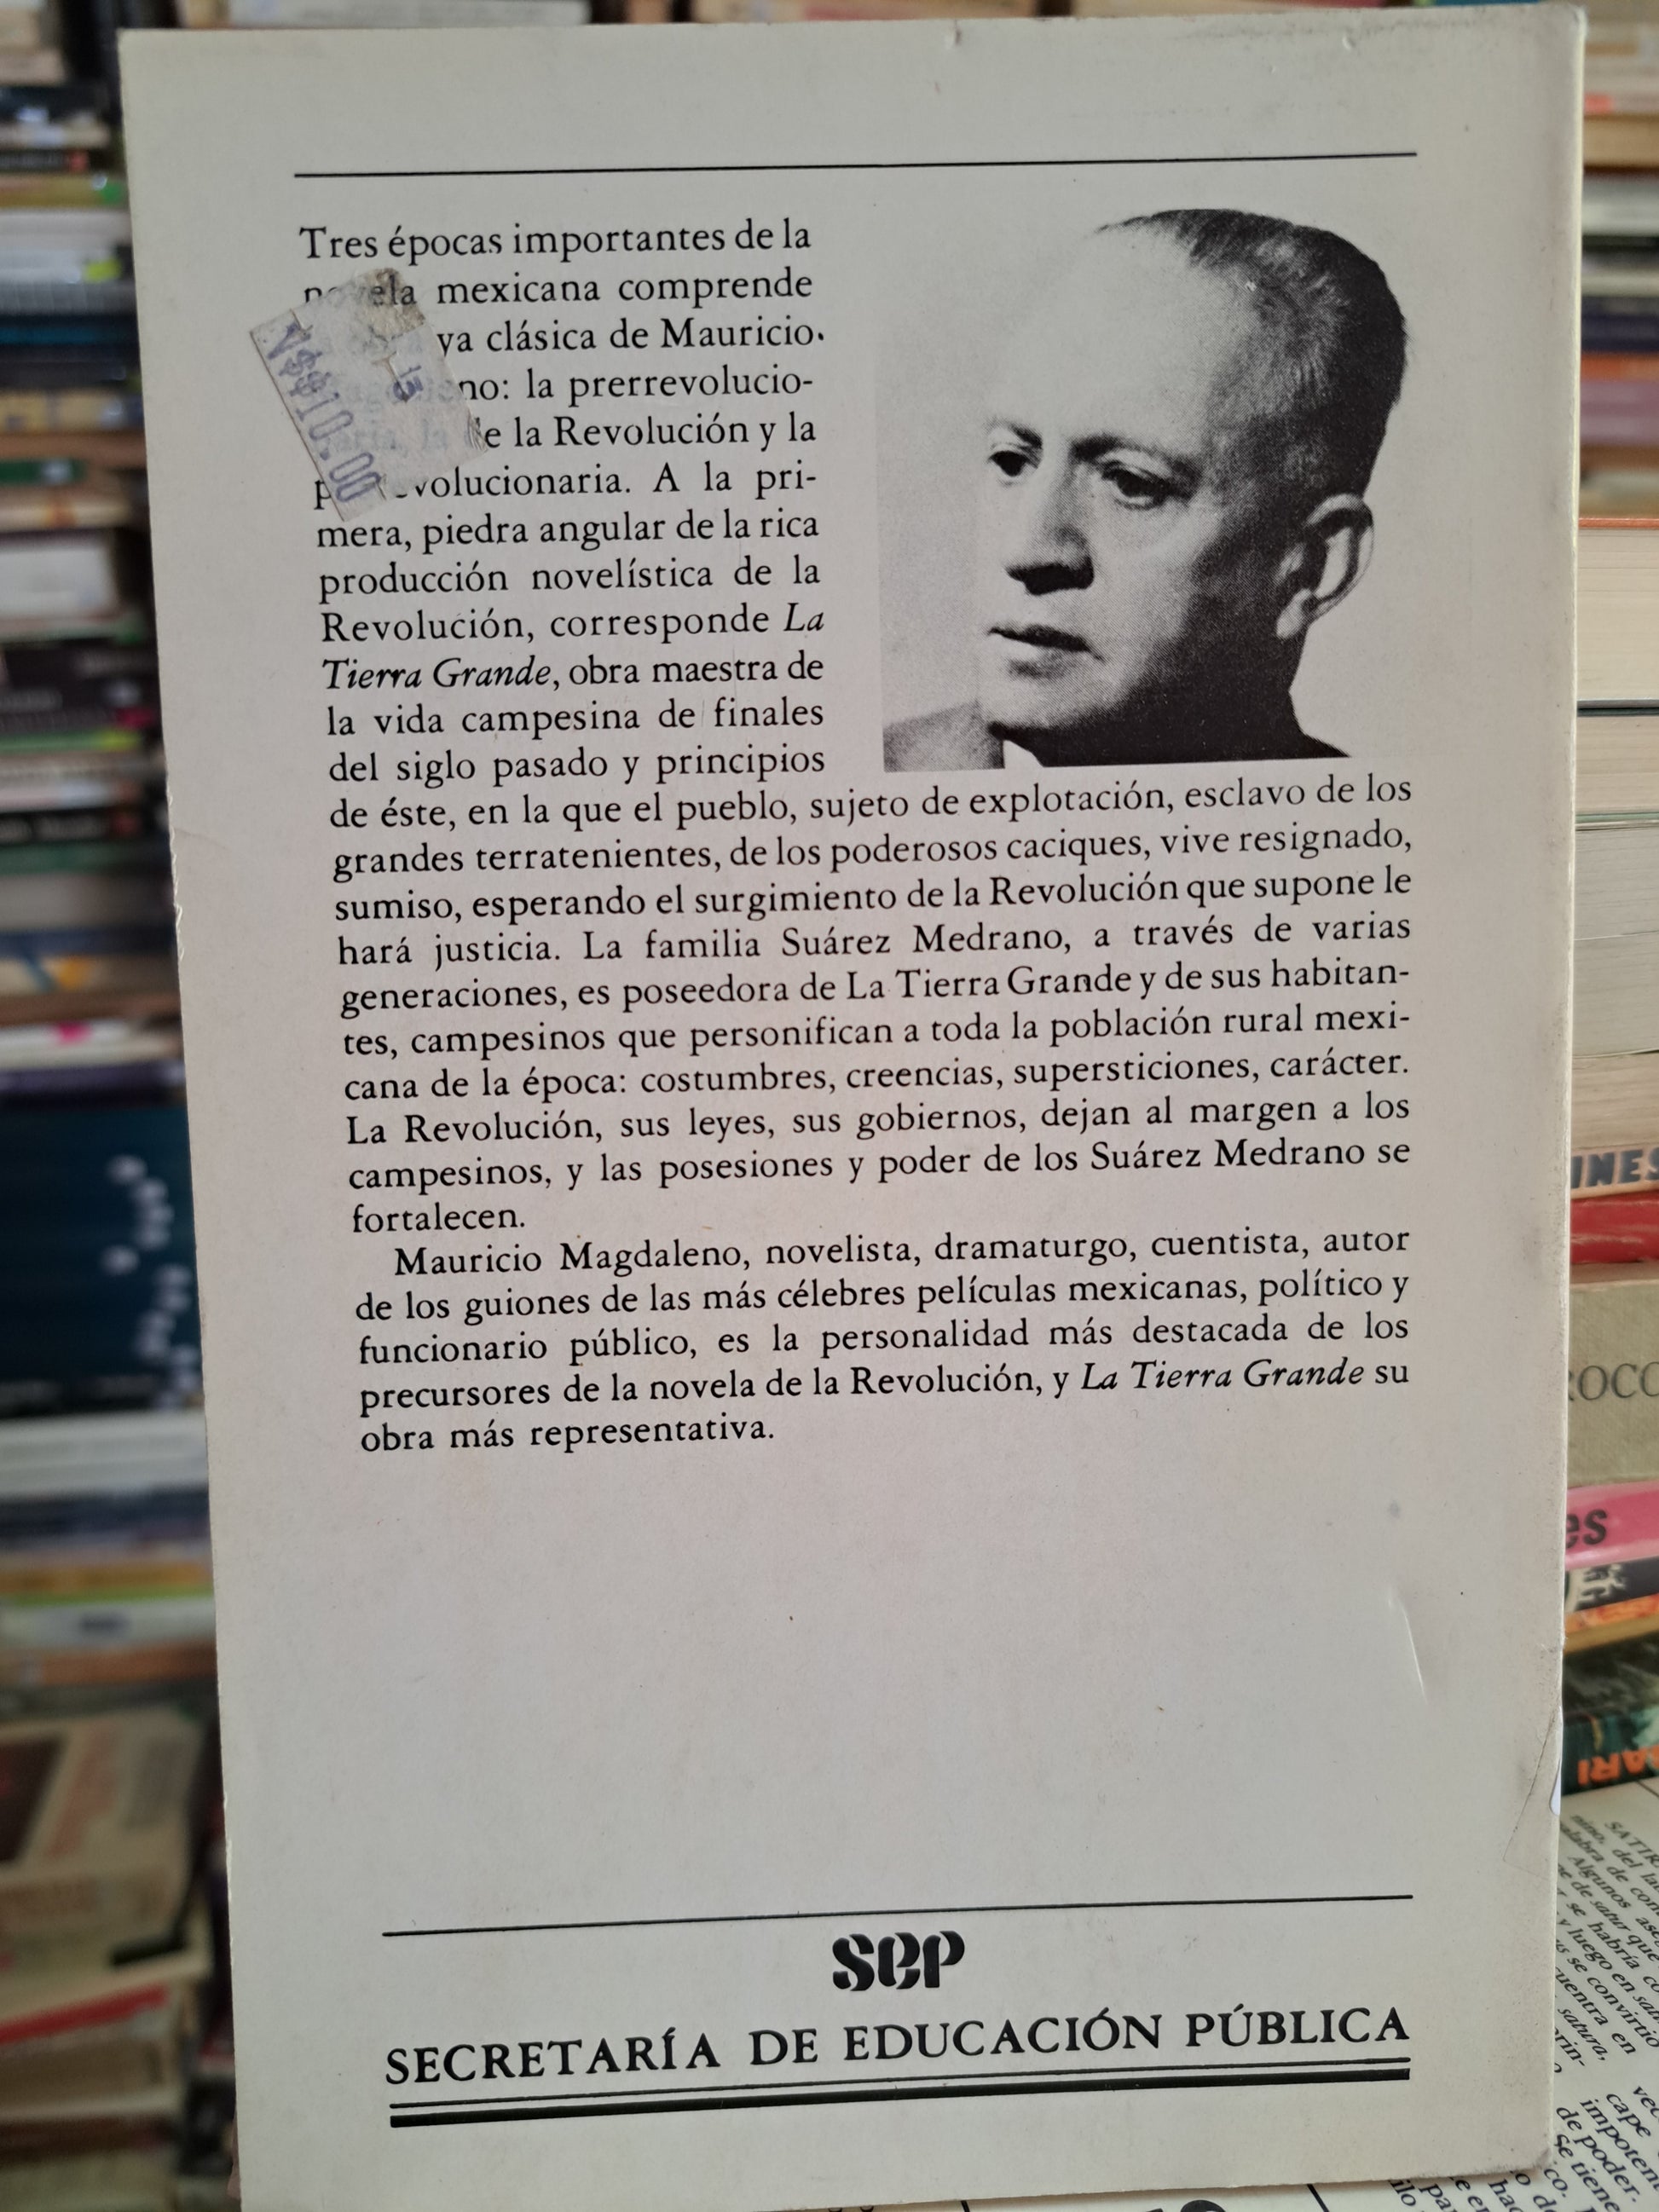 Tres épocas importantes de la
novela mexicana comprende
ya clásica de Mauricio
no: la prerrevolucio-
de la Revolución y la
volucionaria. A la pri-
mera, piedra angular de la rica
producción novelística de la
Revolución, corresponde La
Tierra Grande, obra maestra de
la vida campesina de finales
del siglo pasado y principios
de éste, en la que el pueblo, sujeto de explotación, esclavo de los
grandes terratenientes, de los poderosos caciques, vive resignado,
sumiso, esperando el surgimiento de la Revolución que supone le
hará justicia. La familia Suárez Medrano, a través de varias
generaciones, es poseedora de La Tierra Grande y de sus habitan-
tes, campesinos que personifican a toda la población rural mexi-
cana de la época: costumbres, creencias, supersticiones, carácter.
La Revolución, sus leyes, sus gobiernos, dejan al margen a los
campesinos, y las posesiones y poder de los Suárez Medrano se
fortalecen.
Mauricio Magdaleno, novelista, dramaturgo, cuentista, autor
de los guiones de las más célebres películas mexicanas, político y
funcionario público, es la personalidad más destacada de los
precursores de la novela de la Revolución, y La Tierra Grande su
obra más representativa.
sep
SECRETARÍA DE EDUCACIÓN PÚBLICA
$10.00